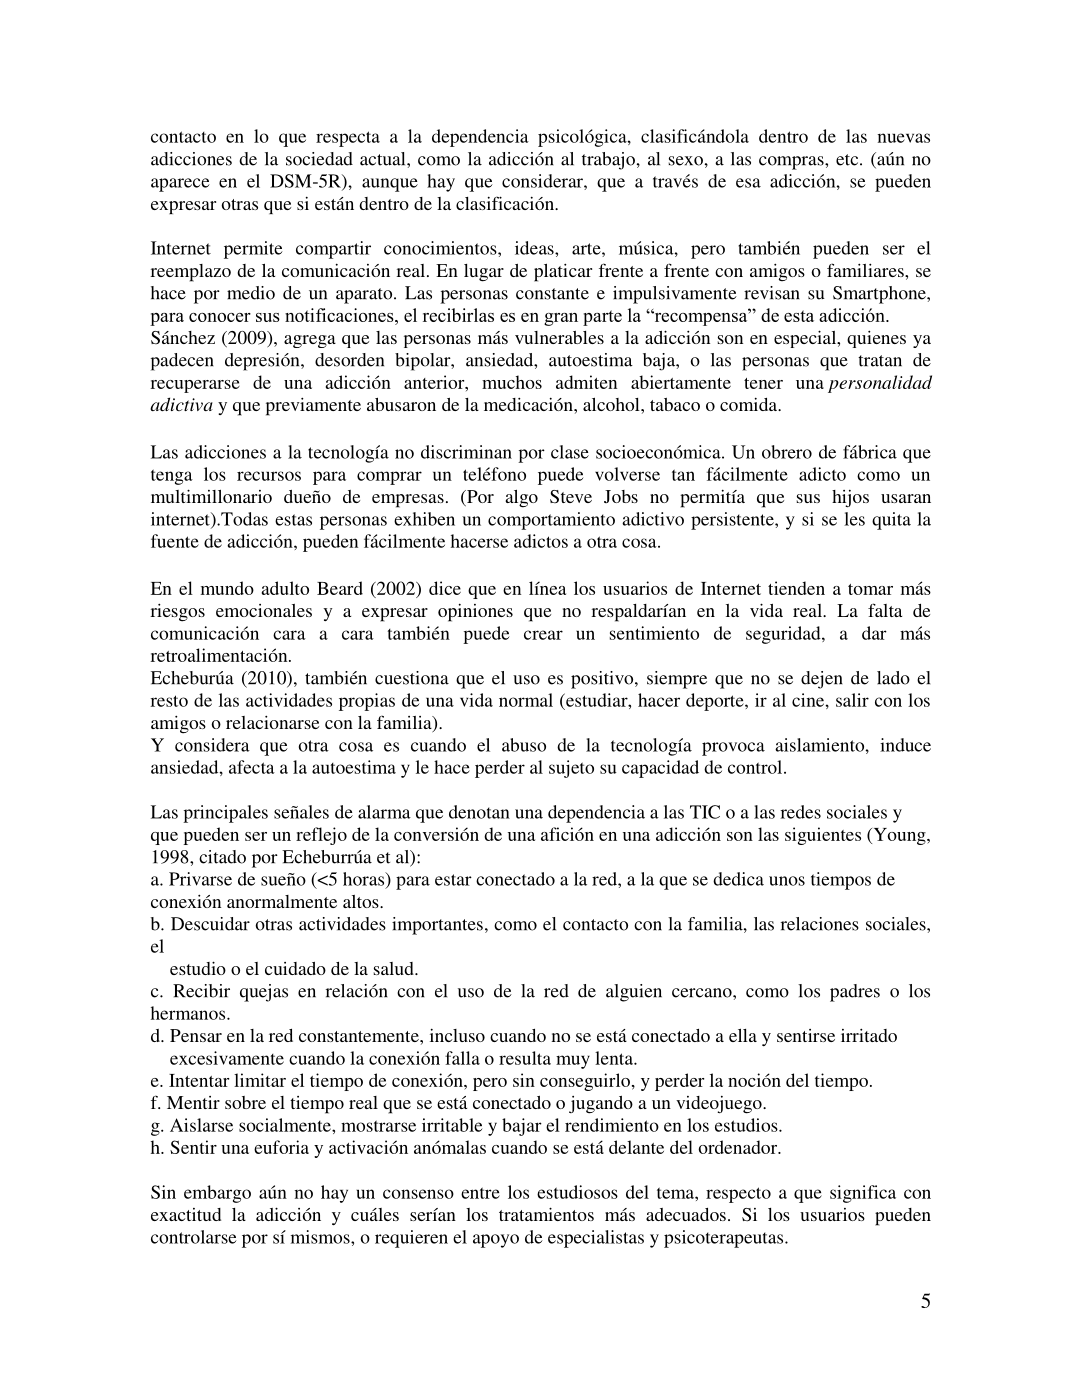 contacto en lo que respecta a la dependencia psicológica, clasificándola dentro de las nuevas
adicciones de la sociedad actual, como la adicción al trabajo, al sexo, a las compras, etc. (aún no
aparece en el DSM-5R), aunque hay que considerar, que a través de esa adicción, se pueden
expresar otras que si están dentro de la clasificación.
Internet permite compartir conocimientos, ideas, arte, música, pero también pueden ser el
reemplazo de la comunicación real. En lugar de platicar frente a frente con amigos o familiares, se
hace por medio de un aparato. Las personas constante e impulsivamente revisan su Smartphone,
para conocer sus notificaciones, el recibirlas es en gran parte la “recompensa” de esta adicción.
Sánchez (2009), agrega que las personas más vulnerables a la adicción son en especial, quienes ya
padecen depresión, desorden bipolar, ansiedad, autoestima baja, o las personas que tratan de
recuperarse de una adicción anterior, muchos admiten abiertamente tener una personalidad
adictiva y que previamente abusaron de la medicación, alcohol, tabaco o comida.
Las adicciones a la tecnología no discriminan por clase socioeconómica. Un obrero de fábrica que
tenga los recursos para comprar un teléfono puede volverse tan fácilmente adicto como un
multimillonario dueño de empresas. (Por algo Steve Jobs no permitía que sus hijos usaran
internet).Todas estas personas exhiben un comportamiento adictivo persistente, y si se les quita la
fuente de adicción, pueden fácilmente hacerse adictos a otra cosa.
En el mundo adulto Beard (2002) dice que en línea los usuarios de Internet tienden a tomar más
riesgos emocionales y a expresar opiniones que no respaldarían en la vida real. La falta de
comunicación cara a cara también puede crear un sentimiento de seguridad, a dar más
retroalimentación.
Echeburúa (2010), también cuestiona que el uso es positivo, siempre que no se dejen de lado el
resto de las actividades propias de una vida normal (estudiar, hacer deporte, ir al cine, salir con los
amigos o relacionarse con la familia).
Y considera que otra cosa es cuando el abuso de la tecnología provoca aislamiento, induce
ansiedad, afecta a la autoestima y le hace perder al sujeto su capacidad de control.
Las principales señales de alarma que denotan una dependencia a las TIC o a las redes sociales y
que pueden ser un reflejo de la conversión de una afición en una adicción son las siguientes (Young,
1998, citado por Echeburrúa et al):
a. Privarse de sueño (<5 horas) para estar conectado a la red, a la que se dedica unos tiempos de
conexión anormalmente altos.
b. Descuidar otras actividades importantes, como el contacto con la familia, las relaciones sociales,
el
estudio o el cuidado de la salud.
c. Recibir quejas en relación con el uso de la red de alguien cercano, como los padres o los
hermanos.
d. Pensar en la red constantemente, incluso cuando no se está conectado a ella y sentirse irritado
excesivamente cuando la conexión falla o resulta muy lenta.
e. Intentar limitar el tiempo de conexión, pero sin conseguirlo, y perder la noción del tiempo.
f. Mentir sobre el tiempo real que se está conectado o jugando a un videojuego.
g. Aislarse socialmente, mostrarse irritable y bajar el rendimiento en los estudios.
h. Sentir una euforia y activación anómalas cuando se está delante del ordenador.
Sin embargo aún no hay un consenso entre los estudiosos del tema, respecto a que significa con
exactitud la adicción y cuáles serían los tratamientos más adecuados. Si los usuarios pueden
controlarse por sí mismos, o requieren el apoyo de especialistas y psicoterapeutas.
5